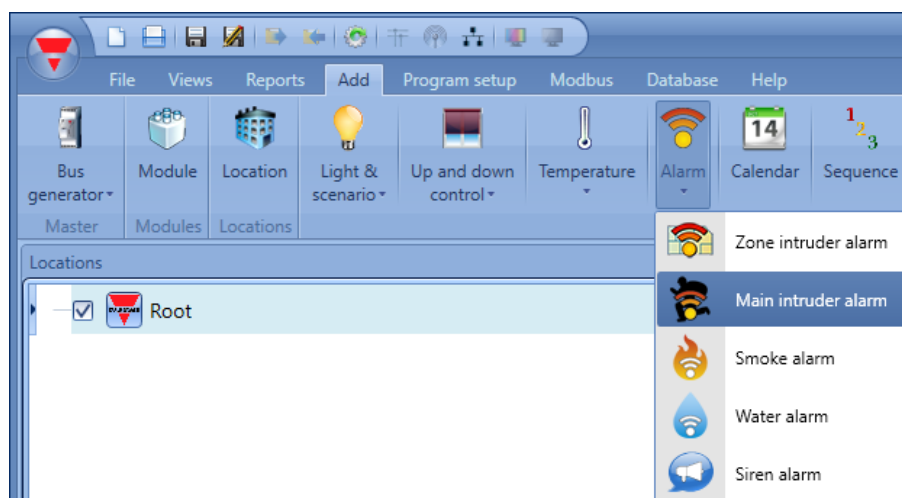 File Views Reports Add Program setup Modbus Database Help
Bus generator Module Location Light & scenario Up and down control Temperature Alarm 14 Calendar 1 2 3 Sequence
Master Modules Locations
Locations
Zone intruder alarm
Root
Main intruder alarm
Smoke alarm
Water alarm
Siren alarm